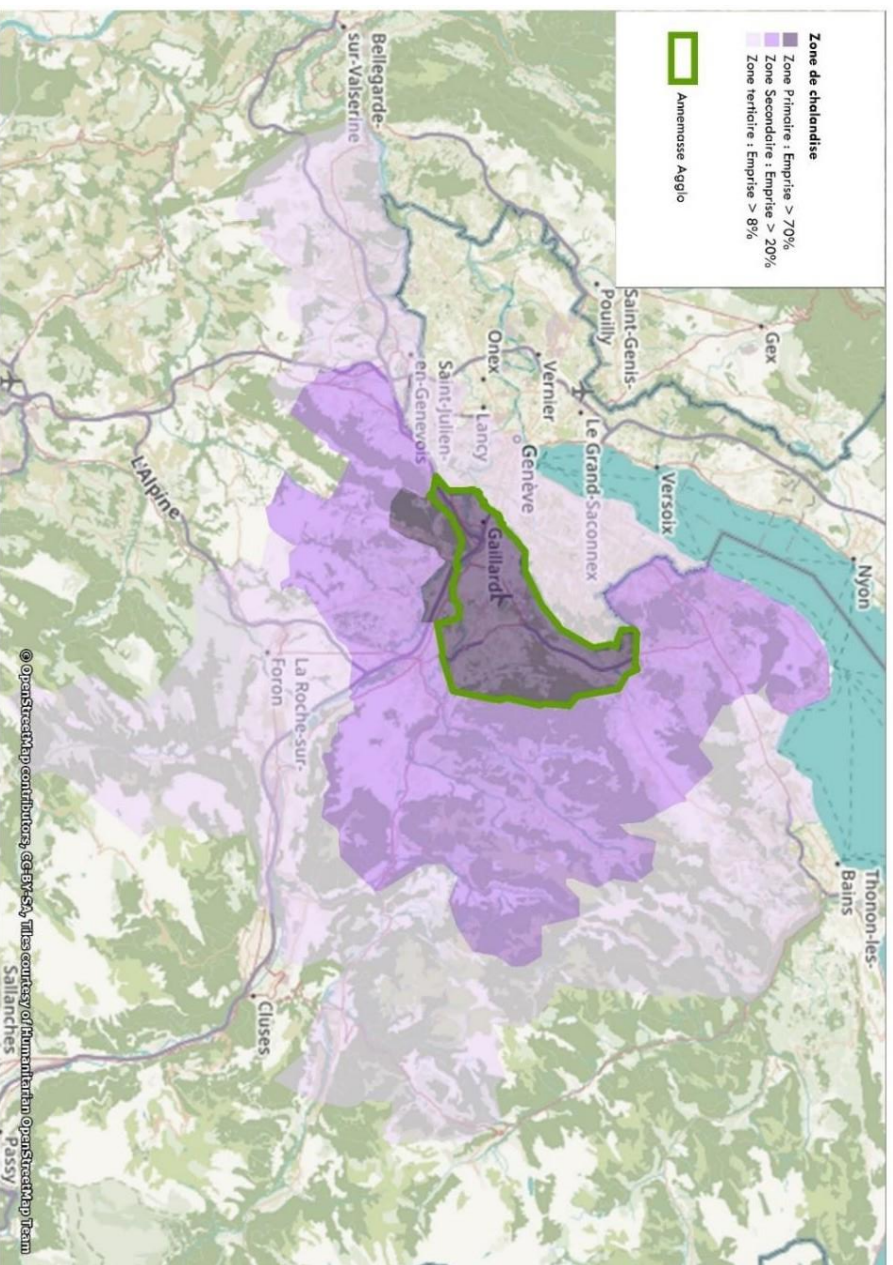 Zone de chalandise
Zone Primaire : Emprise > 70%
Zone Secondaire : Emprise > 20%
Zone tertiaire : Emprise > 8%
Annemasse Agglo
Bellegarde-
sur-Valserine
Gex
Saint-Genis-
Pouilly
Nyon
Versoix
Vernier
Le Grand-Saconnex
Onex
Lancy
Genève
Saint-Julien-
en-Genevois
Gaillard
Thonon-les-
Bains
L'Alpine
La Roche-sur-
Foron
Cluses
Sallanches
Passy
© OpenStreetMap contributors, CC-BY-SA, Tiles courtesy of Humanitarian OpenStreetMap Team